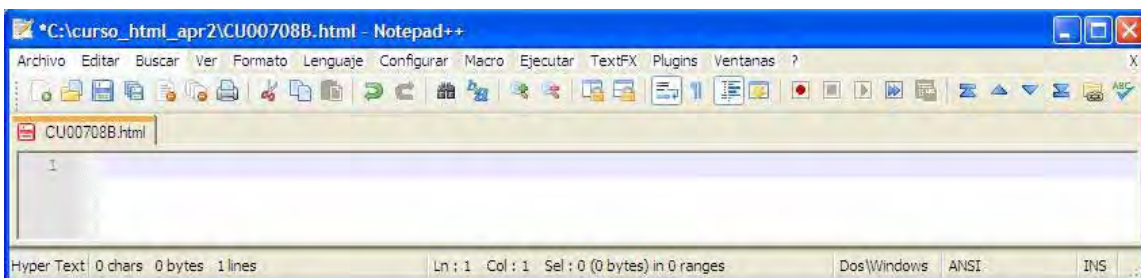 *C:\curso_html_apr2\CU00708B.html - Notepad++
Archivo Editar Buscar Ver Formato Lenguaje Configurar Macro Ejecutar TextFX Plugins Ventanas ? X
CU00708B.html
1
Hyper Text 0 chars 0 bytes 1 lines Ln : 1 Col : 1 Sel : 0 (0 bytes) in 0 ranges Dos\Windows ANSI INS